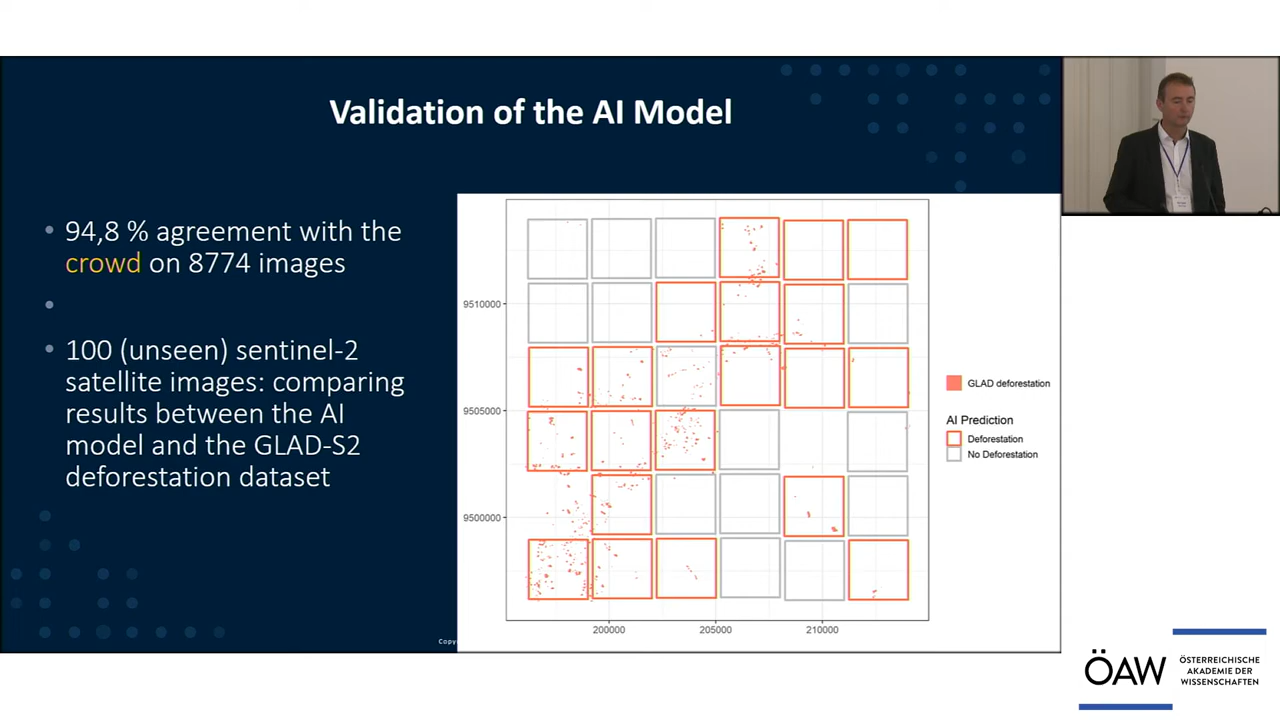 Validation of the AI Model
94,8 % agreement with the
crowd on 8774 images
100 (unseen) sentinel-2
satellite images: comparing
results between the AI
model and the GLAD-S2
deforestation dataset
9510000
9505000
9500000
200000
205000
210000
GLAD deforestation
AI Prediction
Deforestation
No Deforestation
ÖAW
ÖSTERREICHISCHE
AKADEMIE DER
WISSENSCHAFTEN